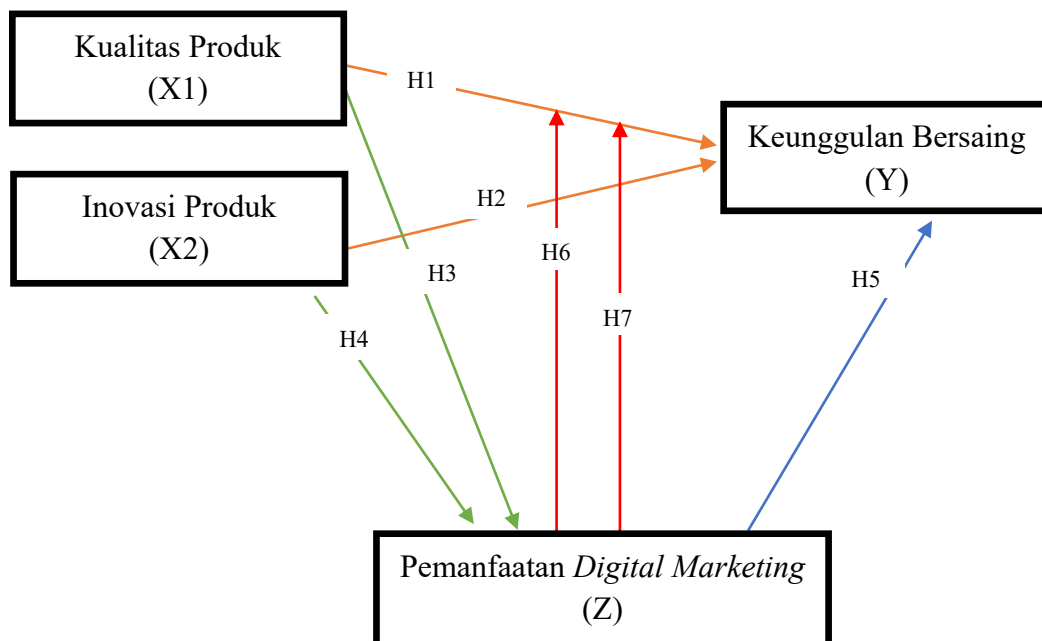 Kualitas Produk
(X1)
H1
Keunggulan Bersaing
(Y)
Inovasi Produk
(X2)
H2
H6
H3
H5
H7
H4
Pemanfaatan Digital Marketing
(Z)